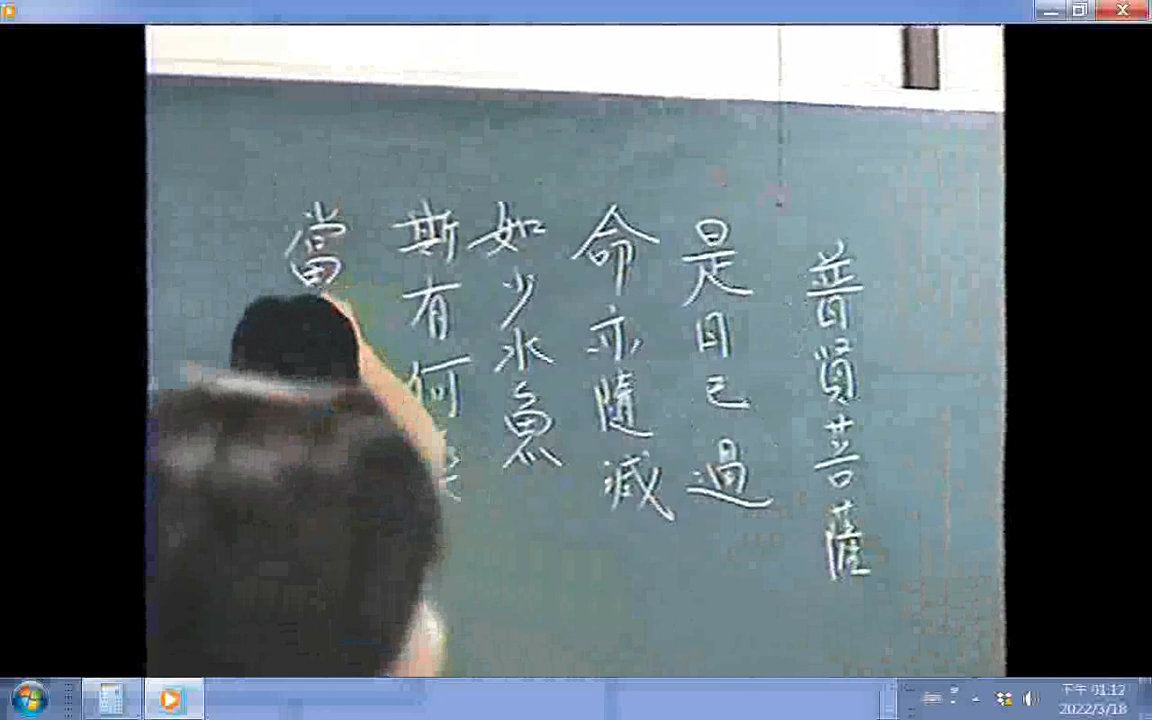 普賢菩薩
是日已過
命亦隨減
如少水魚
斯有何
當
下午 01:12
2022/3/18